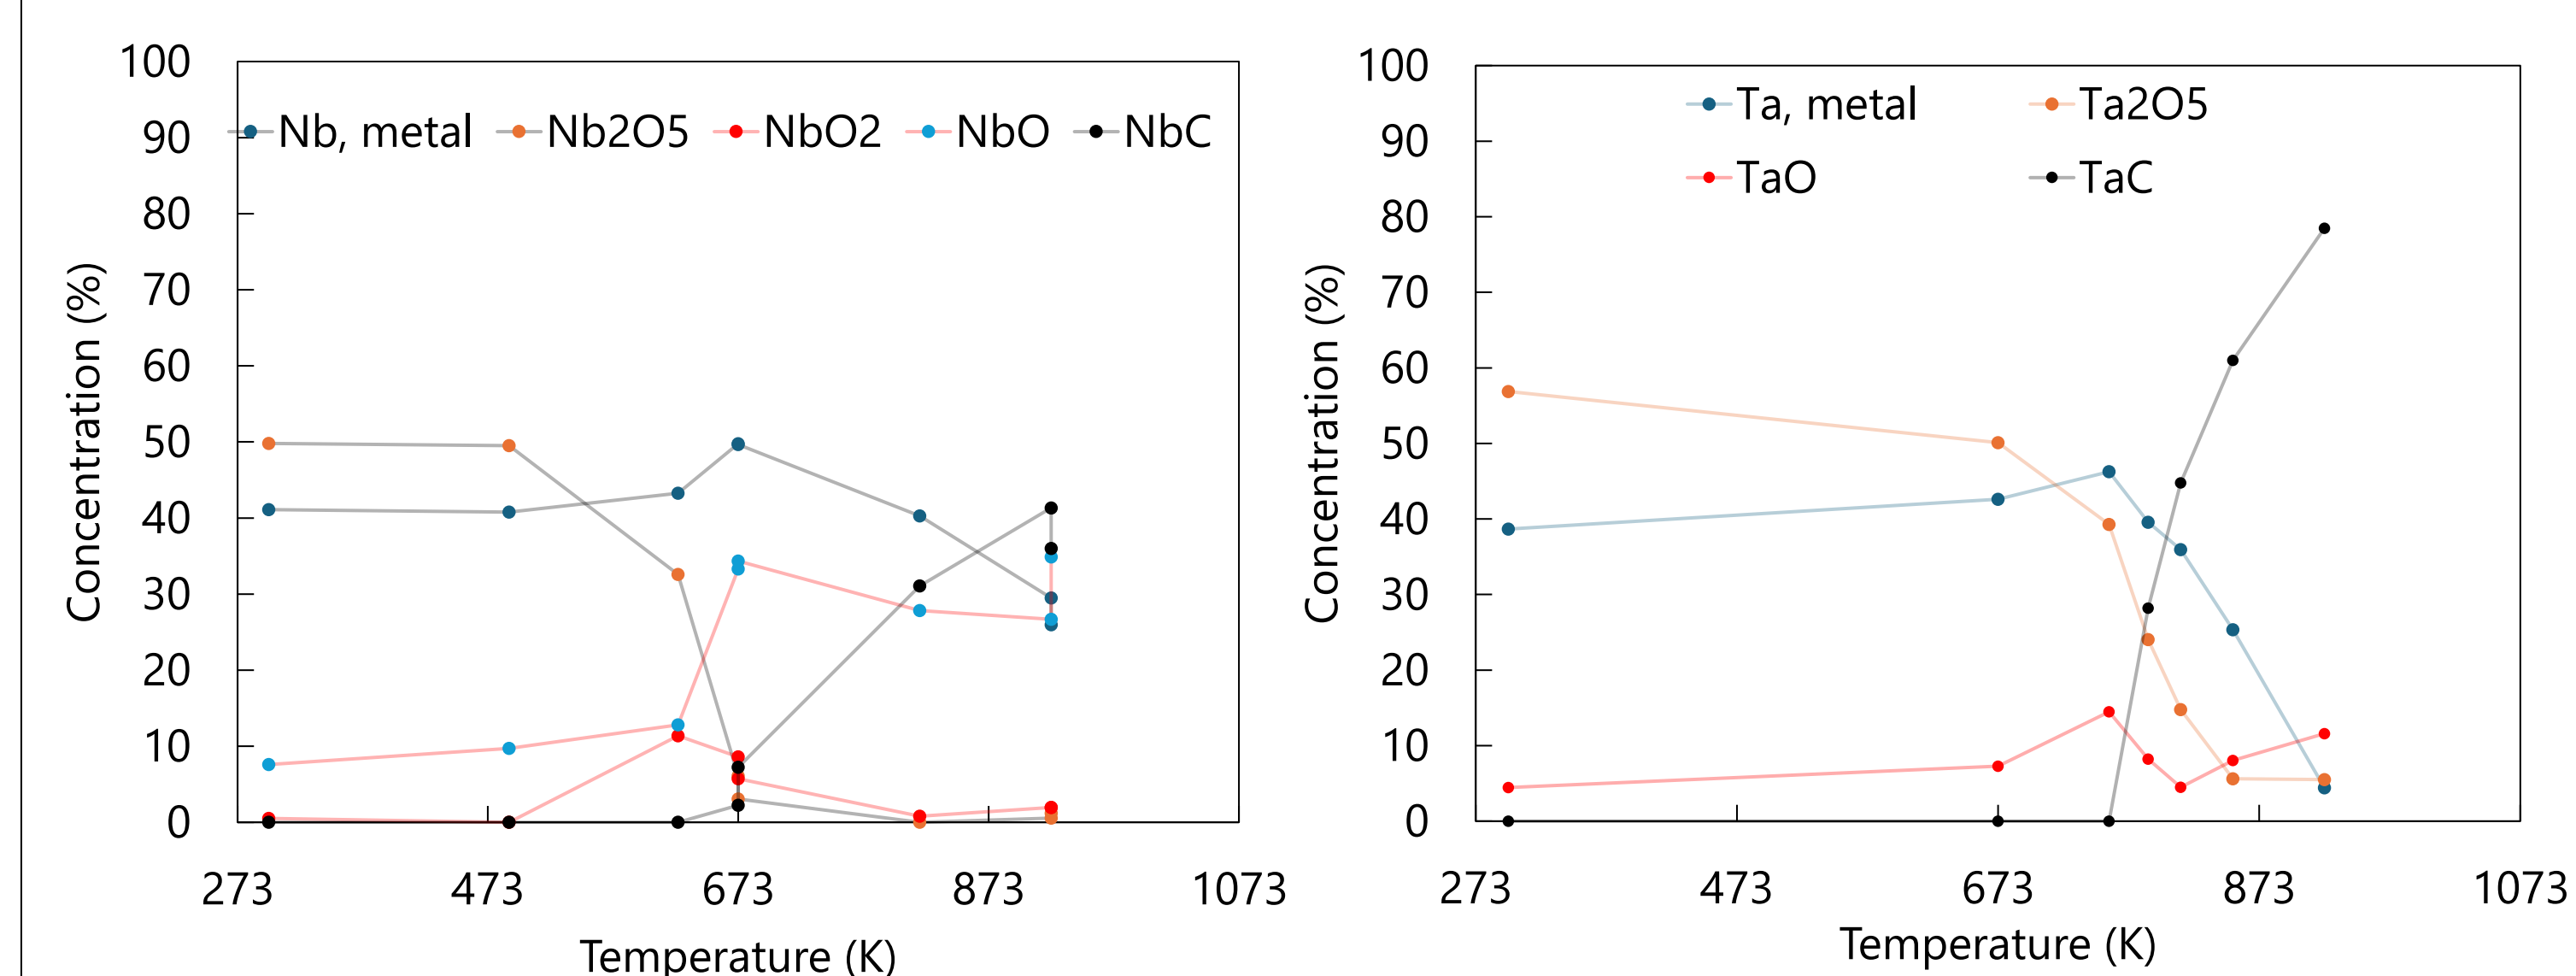 100
90
80
70
60
50
40
30
20
10
0
Concentration (%)
Nb, metal Nb2O5 NbO2 NbO NbC
273 473 673 873 1073
Temperature (K)
100
90
80
70
60
50
40
30
20
10
0
Concentration (%)
Ta, metal Ta2O5
TaO TaC
273 473 673 873 1073
Temperature (K)